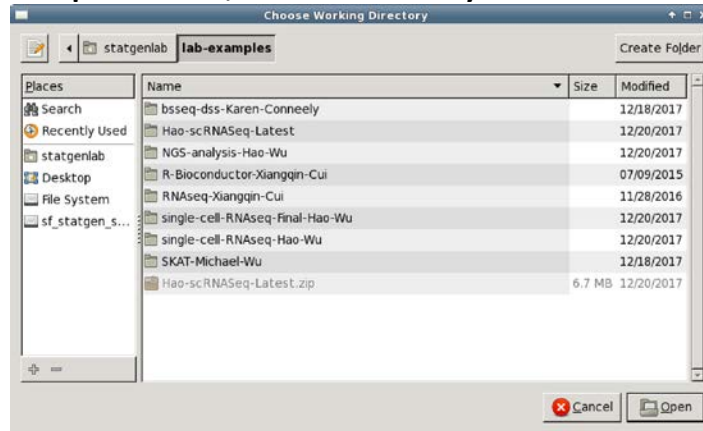 Choose Working Directory
statgenlab lab-examples Create Folder
Places Name Size Modified
Search bsseq-dss-Karen-Conneely 12/18/2017
Recently Used Hao-scRNASeq-Latest 12/20/2017
statgenlab NGS-analysis-Hao-Wu 12/20/2017
Desktop R-Bioconductor-Xiangqin-Cui 07/09/2015
File System RNAseq-Xiangqin-Cui 11/28/2016
sf_statgen_s... single-cell-RNAseq-Final-Hao-Wu 12/20/2017
single-cell-RNAseq-Hao-Wu 12/20/2017
SKAT-Michael-Wu 12/18/2017
Hao-scRNASeq-Latest.zip 6.7 MB 12/20/2017
Cancel Open